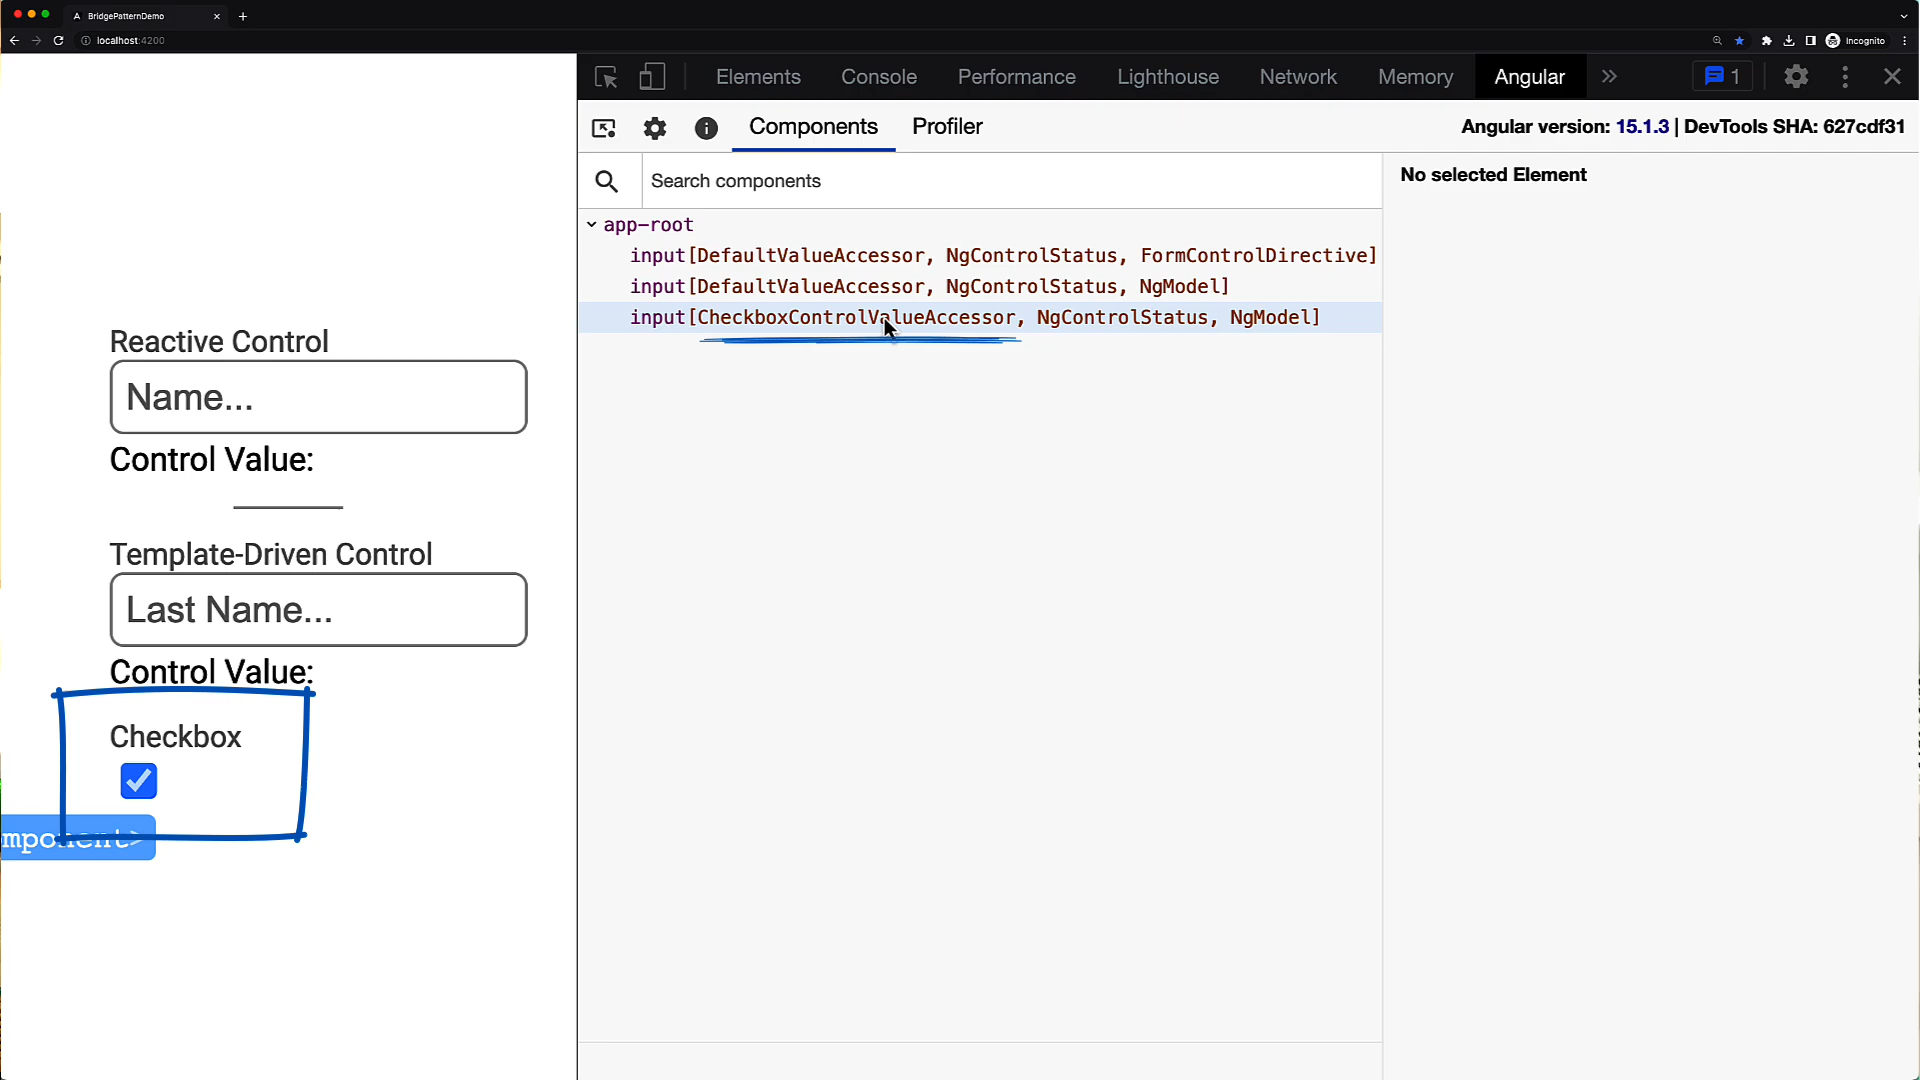 BridgePatternDemo
localhost:4200
Incognito
Elements Console Performance Lighthouse Network Memory Angular 1
Components Profiler Angular version: 15.1.3 | DevTools SHA: 627cdf31
Search components
No selected Element
app-root
input[DefaultValueAccessor, NgControlStatus, FormControlDirective]
input[DefaultValueAccessor, NgControlStatus, NgModel]
input[CheckboxControlValueAccessor, NgControlStatus, NgModel]
Reactive Control
Name...
Control Value:
Template-Driven Control
Last Name...
Control Value:
Checkbox
mponent>